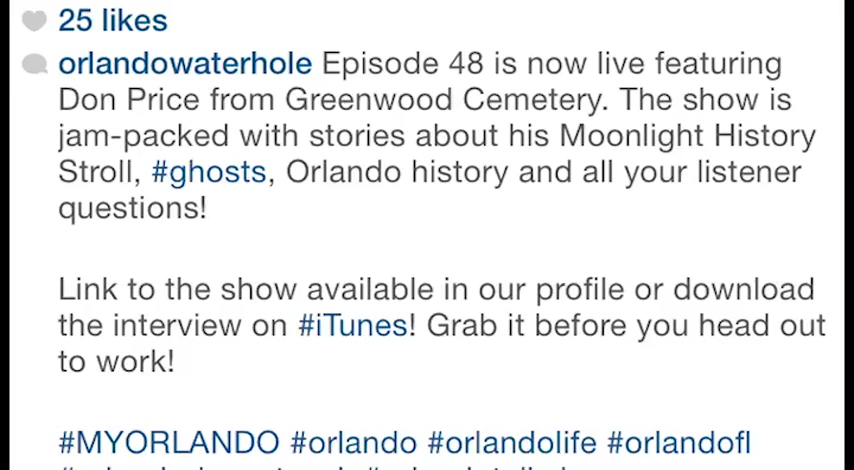 25 likes
orlandowaterhole Episode 48 is now live featuring
Don Price from Greenwood Cemetery. The show is
jam-packed with stories about his Moonlight History
Stroll, #ghosts, Orlando history and all your listener
questions!
Link to the show available in our profile or download
the interview on #iTunes! Grab it before you head out
to work!
#MYORLANDO #orlando #orlandolife #orlandofl